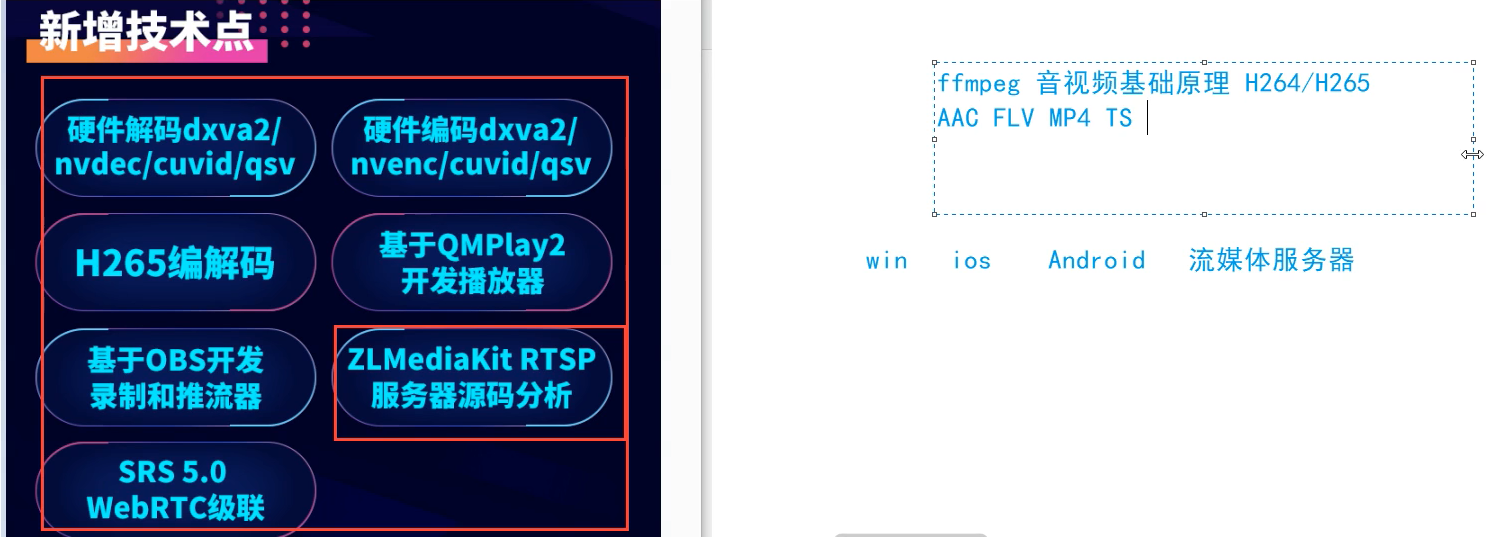 新增技术点
硬件解码dxva2/
nvdec/cuvid/qsv
硬件编码dxva2/
nvenc/cuvid/qsv
H265编解码
基于QMPlay2
开发播放器
基于OBS开发
录制和推流器
ZLMediaKit RTSP
服务器源码分析
SRS 5.0
WebRTC级联
ffmpeg 音视频基础原理 H264/H265
AAC FLV MP4 TS
win ios Android 流媒体服务器